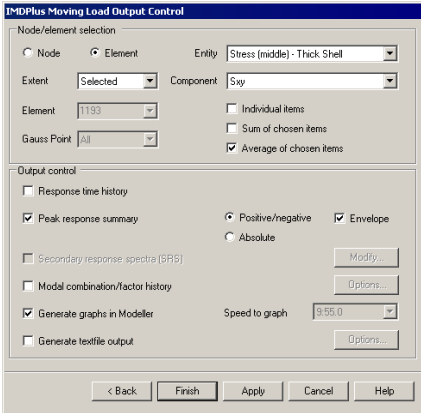 IMDPlus Moving Load Output Control
Node/element selection
Node Element Entity Stress (middle) - Thick Shell
Extent Selected Component Sxy
Element 1193 Individual items
Sum of chosen items
Gauss Point All
Average of chosen items
Output control
Response time history
Peak response summary Positive/negative Envelope
Absolute
Secondary response spectra (SRS) Modify...
Modal combination/factor history Options...
Generate graphs in Modeller Speed to graph 9:55.0
Generate textfile output Options...
< Back Finish Apply Cancel Help